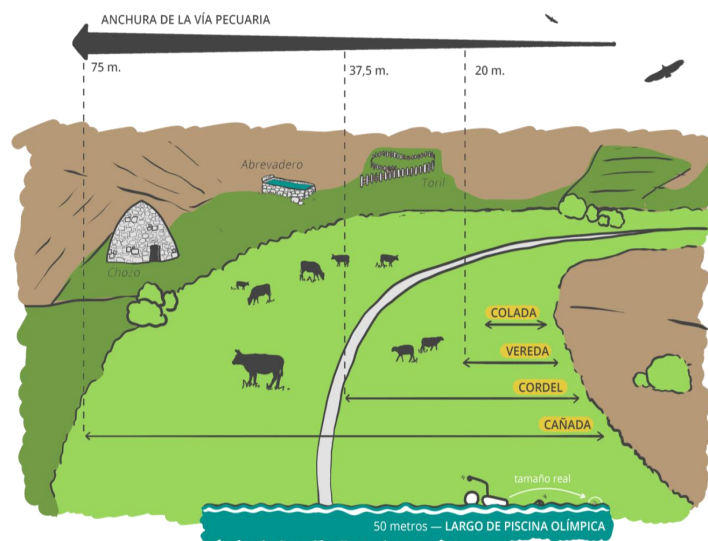 ANCHURA DE LA VÍA PECUARIA
75 m.
37,5 m.
20 m.
Abrevadero
Toril
Chozo
COLADA
VEREDA
CORDEL
CAÑADA
tamaño real
50 metros — LARGO DE PISCINA OLÍMPICA